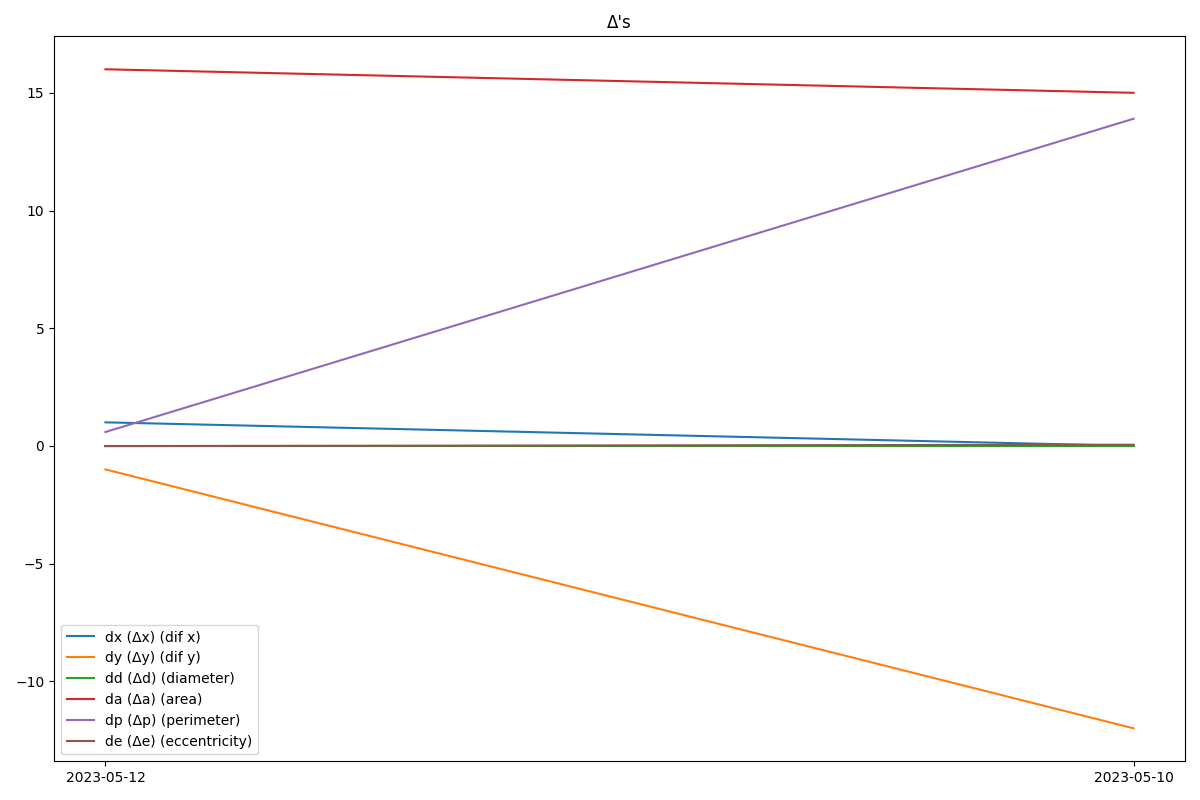 Δ's
15
10
5
0
−5
−10
dx (Δx) (dif x)
dy (Δy) (dif y)
dd (Δd) (diameter)
da (Δa) (area)
dp (Δp) (perimeter)
de (Δe) (eccentricity)
2023-05-12 2023-05-10